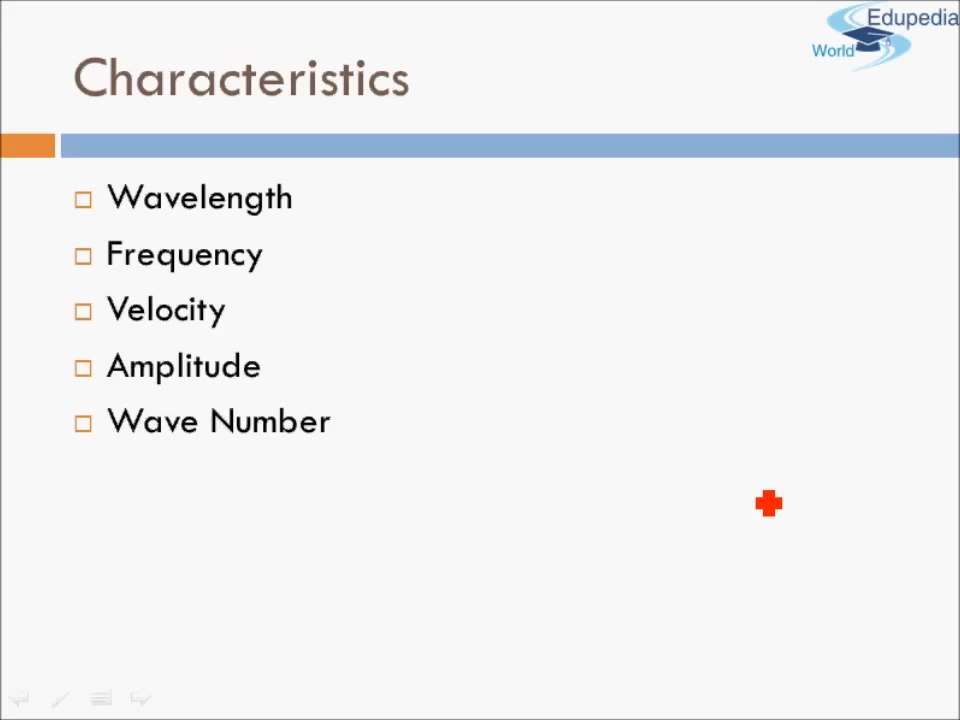 Edupedia
World
Characteristics
Wavelength
Frequency
Velocity
Amplitude
Wave Number